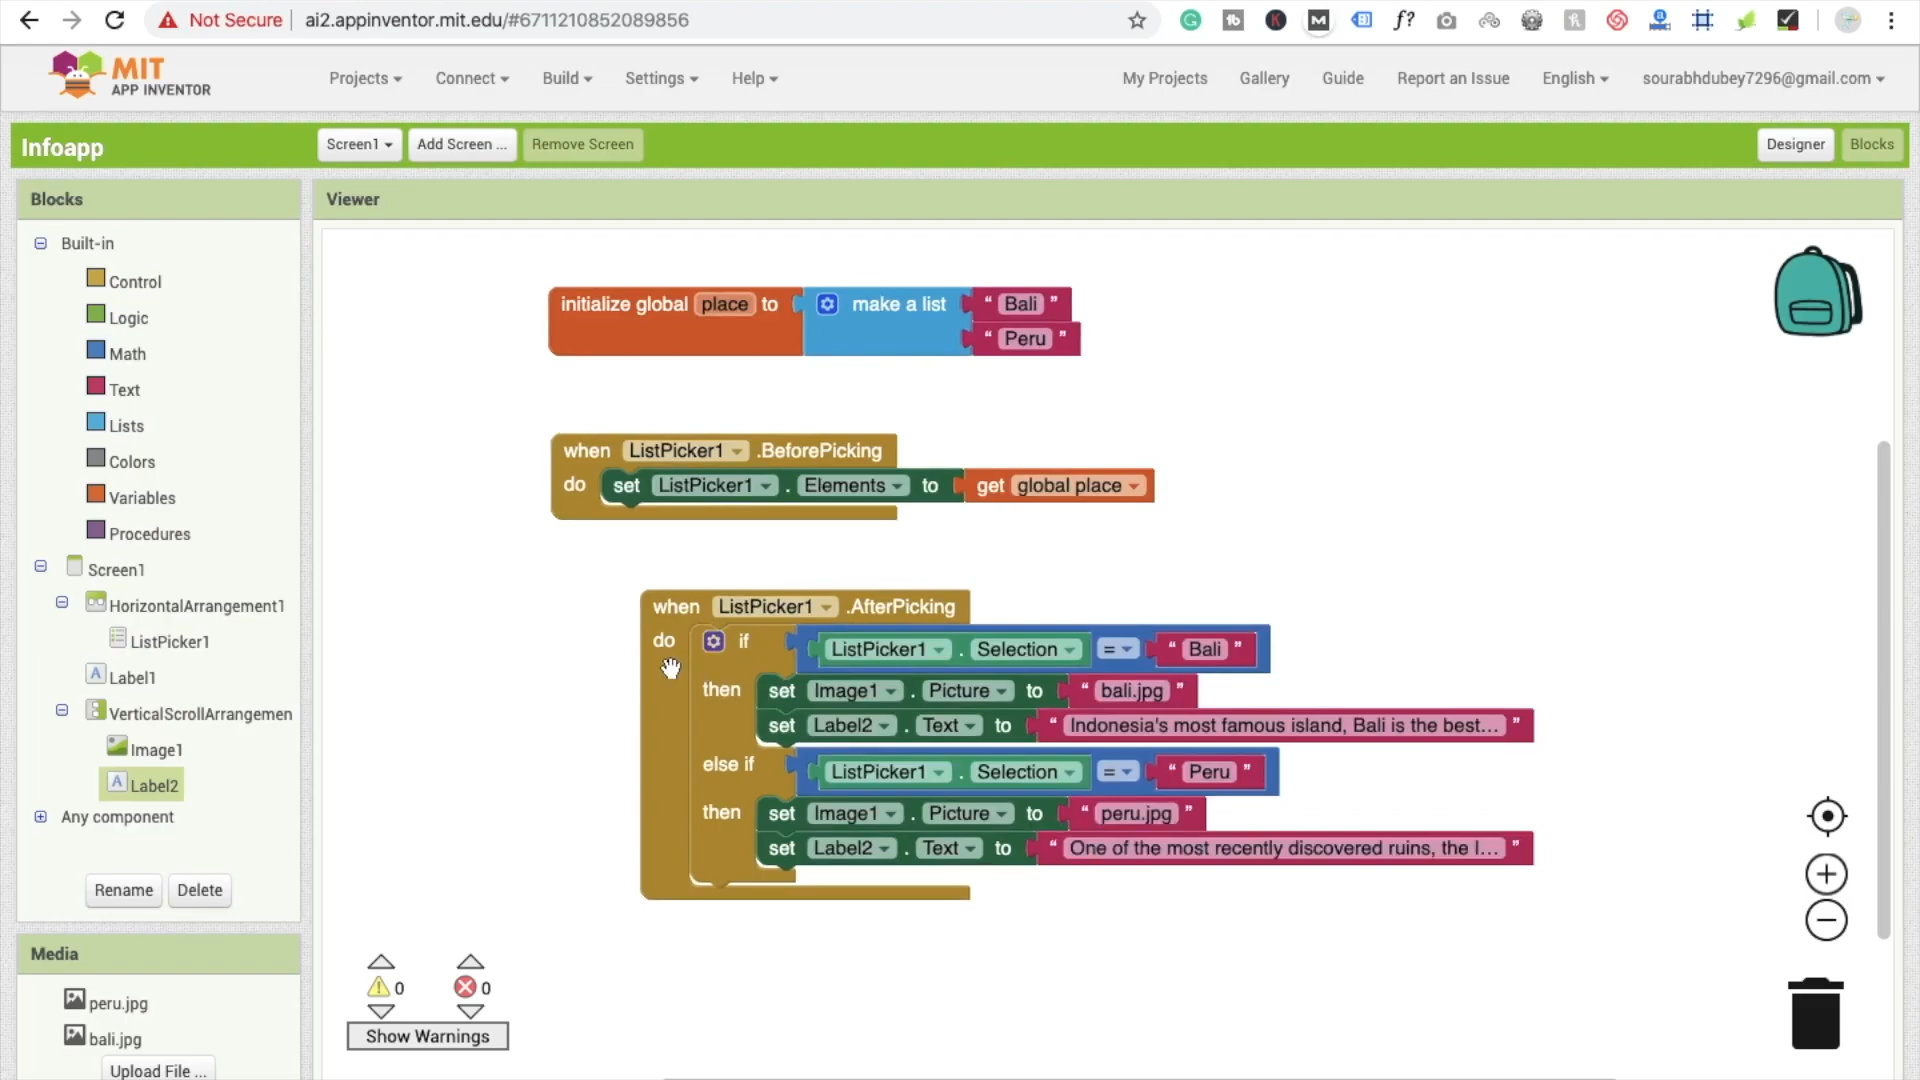 Not Secure | ai2.appinventor.mit.edu/#6711210852089856
MIT
APP INVENTOR
Projects Connect Build Settings Help My Projects Gallery Guide Report an Issue English sourabhdubey7296@gmail.com
Infoapp Screen1 Add Screen ... Remove Screen Designer Blocks
Blocks Viewer
Built-in
Control
Logic
Math
Text
Lists
Colors
Variables
Procedures
Screen1
HorizontalArrangement1
ListPicker1
Label1
VerticalScrollArrangemen
Image1
Label2
Any component
Rename Delete
Media
peru.jpg
bali.jpg
Upload File ...
initialize global place to make a list “ Bali ”
“ Peru ”
when ListPicker1 .BeforePicking
do set ListPicker1 . Elements to get global place
when ListPicker1 .AfterPicking
do if ListPicker1 . Selection = “ Bali ”
then set Image1 . Picture to “ bali.jpg ”
set Label2 . Text to “ Indonesia's most famous island, Bali is the best... ”
else if ListPicker1 . Selection = “ Peru ”
then set Image1 . Picture to “ peru.jpg ”
set Label2 . Text to “ One of the most recently discovered ruins, the l... ”
0 0
Show Warnings